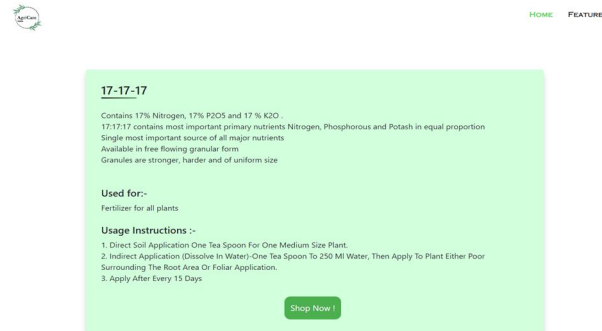 AgriCare
Home Feature
17-17-17
Contains 17% Nitrogen, 17% P2O5 and 17 % K2O .
17:17:17 contains most important primary nutrients Nitrogen, Phosphorous and Potash in equal proportion
Single most important source of all major nutrients
Available in free flowing granular form
Granules are stronger, harder and of uniform size
Used for:-
Fertilizer for all plants
Usage Instructions :-
1. Direct Soil Application One Tea Spoon For One Medium Size Plant.
2. Indirect Application (Dissolve In Water)-One Tea Spoon To 250 Ml Water, Then Apply To Plant Either Poor
Surrounding The Root Area Or Foliar Application.
3. Apply After Every 15 Days
Shop Now !